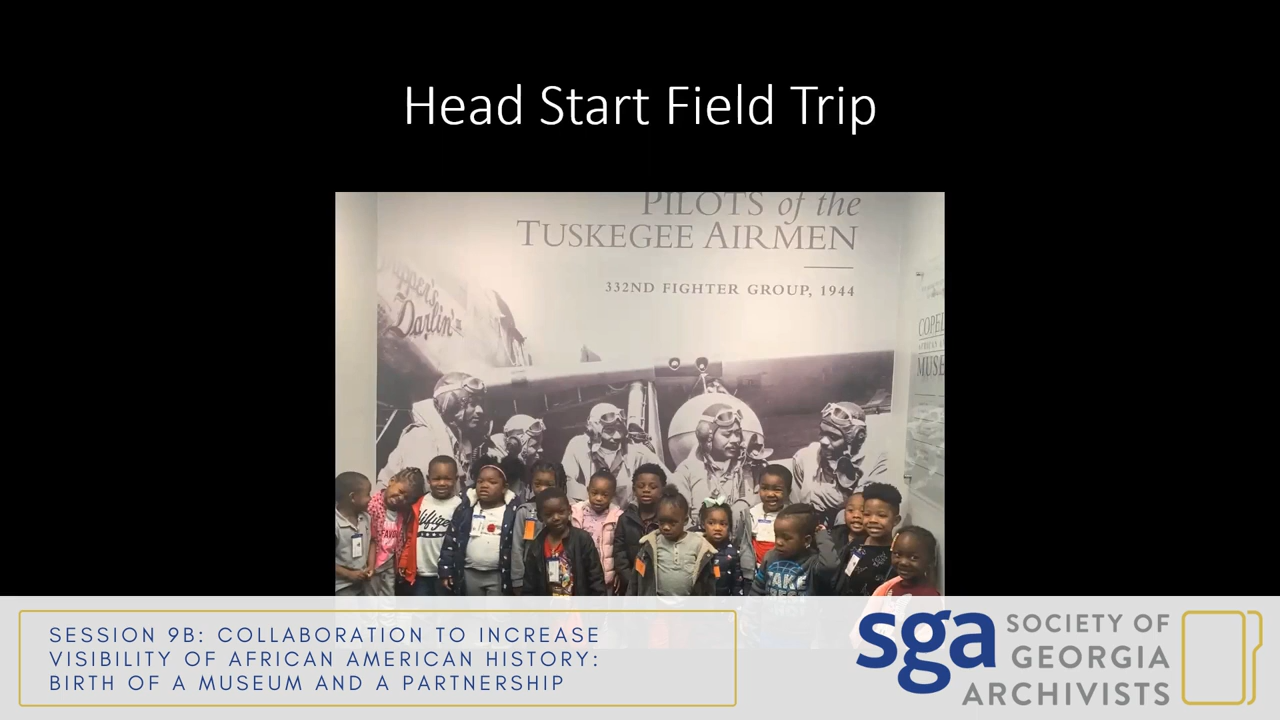 Head Start Field Trip
PILOTS of the
TUSKEGEE AIRMEN
332ND FIGHTER GROUP, 1944
Darlin'
SESSION 9B: COLLABORATION TO INCREASE
VISIBILITY OF AFRICAN AMERICAN HISTORY:
BIRTH OF A MUSEUM AND A PARTNERSHIP
sga SOCIETY OF
GEORGIA
ARCHIVISTS